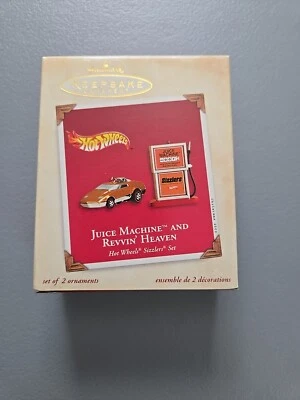 KEEPSAKE
Hot Wheels
Sizzlers
JUICE MACHINE™ AND
REVVIN' HEAVEN
Hot Wheels® Sizzlers® Set
set of 2 ornaments
ensemble de 2 décorations